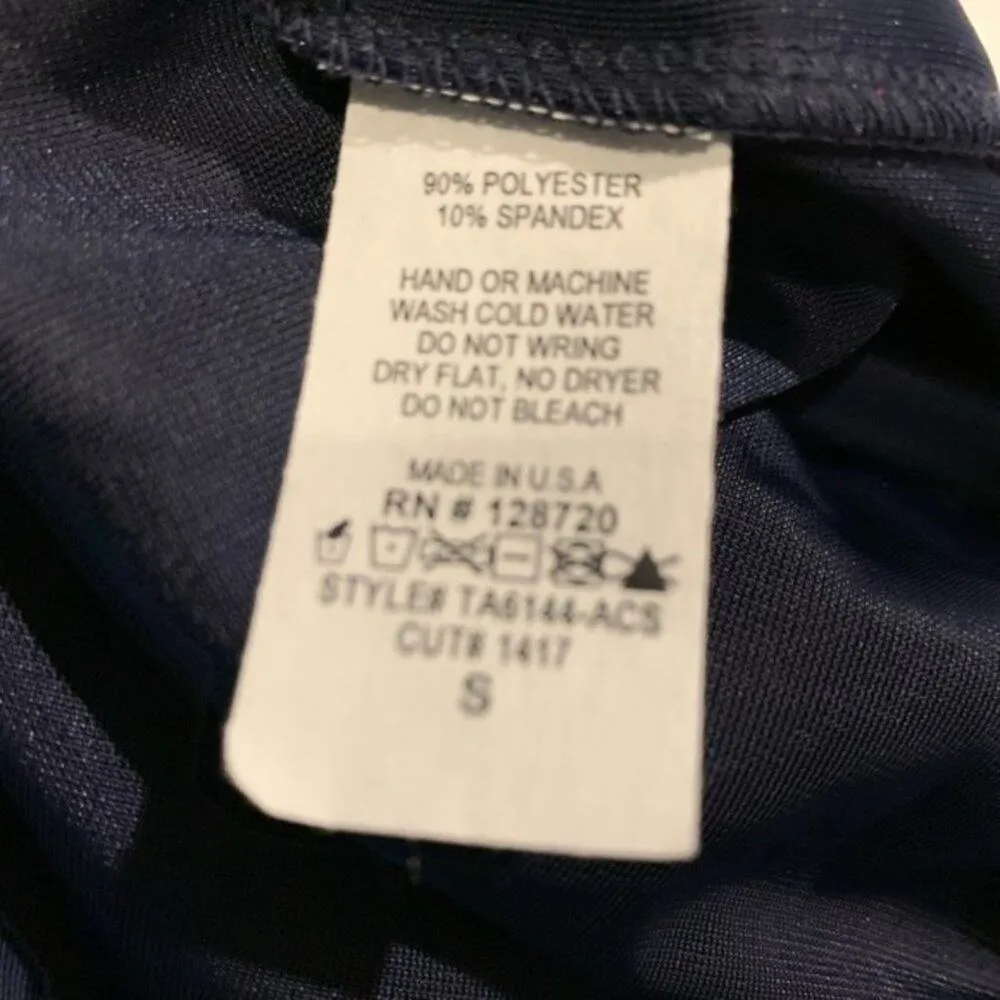 90% POLYESTER
10% SPANDEX
HAND OR MACHINE
WASH COLD WATER
DO NOT WRING
DRY FLAT, NO DRYER
DO NOT BLEACH
MADE IN U.S.A
RN # 128720
STYLE# TA6144-ACS
CUT# 1417
S